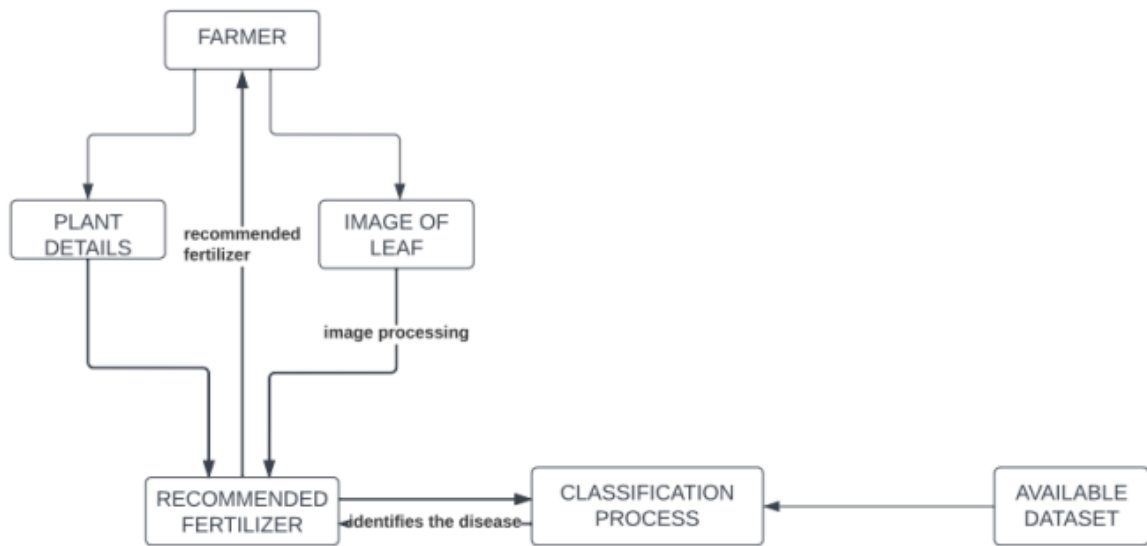 FARMER
PLANT
DETAILS
recommended
fertilizer
IMAGE OF
LEAF
image processing
RECOMMENDED
FERTILIZER
identifies the disease
CLASSIFICATION
PROCESS
AVAILABLE
DATASET